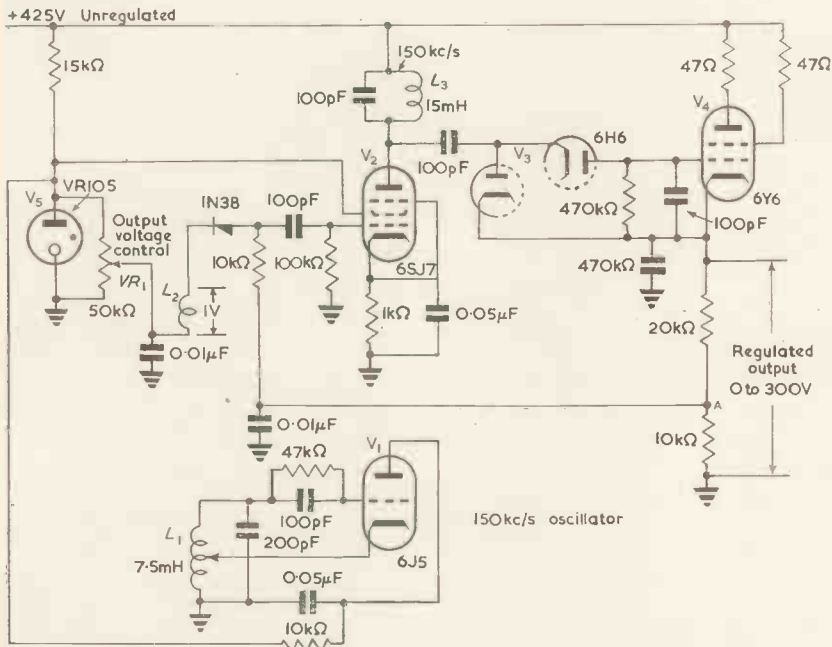 +425V Unregulated
15kΩ
150kc/s
100pF
L3
15mH
47Ω
47Ω
V4
V2
100pF
V3
6H6
6Y6
V5
VR105
Output
voltage
control
VR1
50kΩ
0·01μF
L2
1V
1N38
100pF
10kΩ
100kΩ
6SJ7
1kΩ
0·05μF
470kΩ
100pF
470kΩ
20kΩ
Regulated
output
0 to 300V
A
10kΩ
0·01μF
47kΩ
V1
100pF
200pF
L1
7·5mH
6J5
0·05μF
10kΩ
150kc/s oscillator